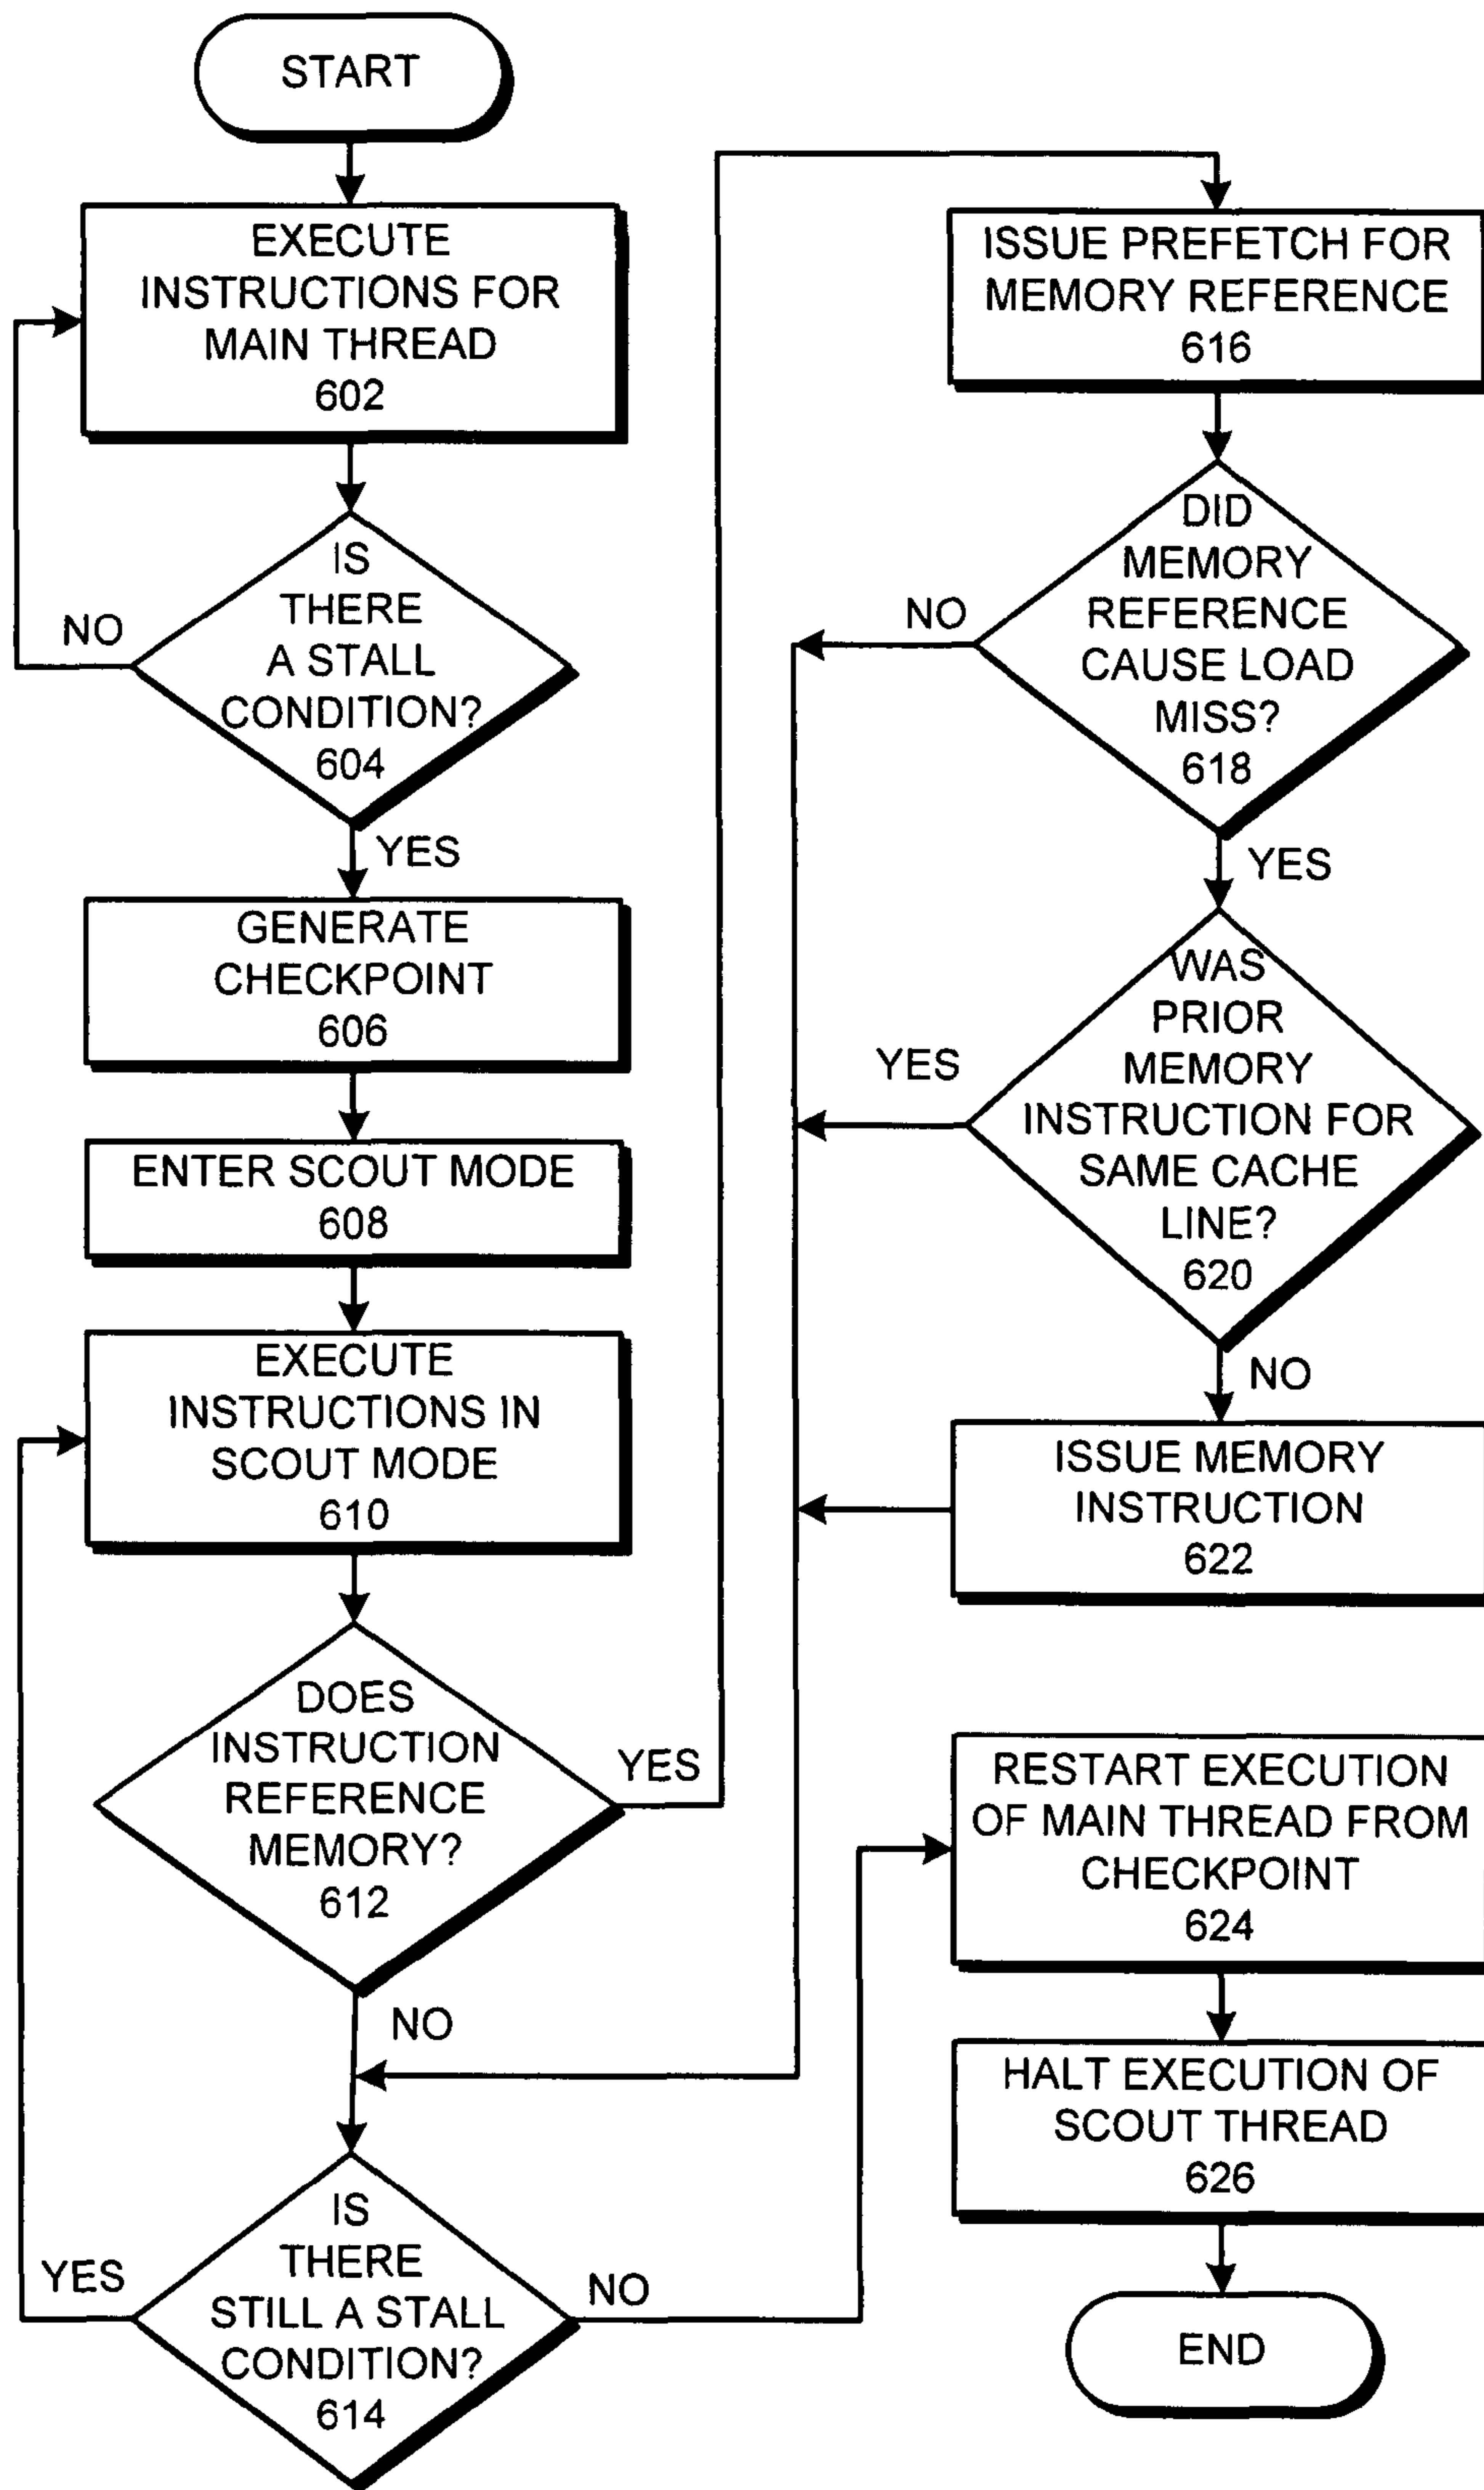 START
EXECUTE
INSTRUCTIONS FOR
MAIN THREAD
602
IS
THERE
A STALL
CONDITION?
604
NO
YES
GENERATE
CHECKPOINT
606
ENTER SCOUT MODE
608
EXECUTE
INSTRUCTIONS IN
SCOUT MODE
610
DOES
INSTRUCTION
REFERENCE
MEMORY?
612
YES
NO
IS
THERE
STILL A STALL
CONDITION?
614
YES
NO
ISSUE PREFETCH FOR
MEMORY REFERENCE
616
DID
MEMORY
REFERENCE
CAUSE LOAD
MISS?
618
NO
YES
WAS
PRIOR
MEMORY
INSTRUCTION FOR
SAME CACHE
LINE?
620
YES
NO
ISSUE MEMORY
INSTRUCTION
622
RESTART EXECUTION
OF MAIN THREAD FROM
CHECKPOINT
624
HALT EXECUTION OF
SCOUT THREAD
626
END